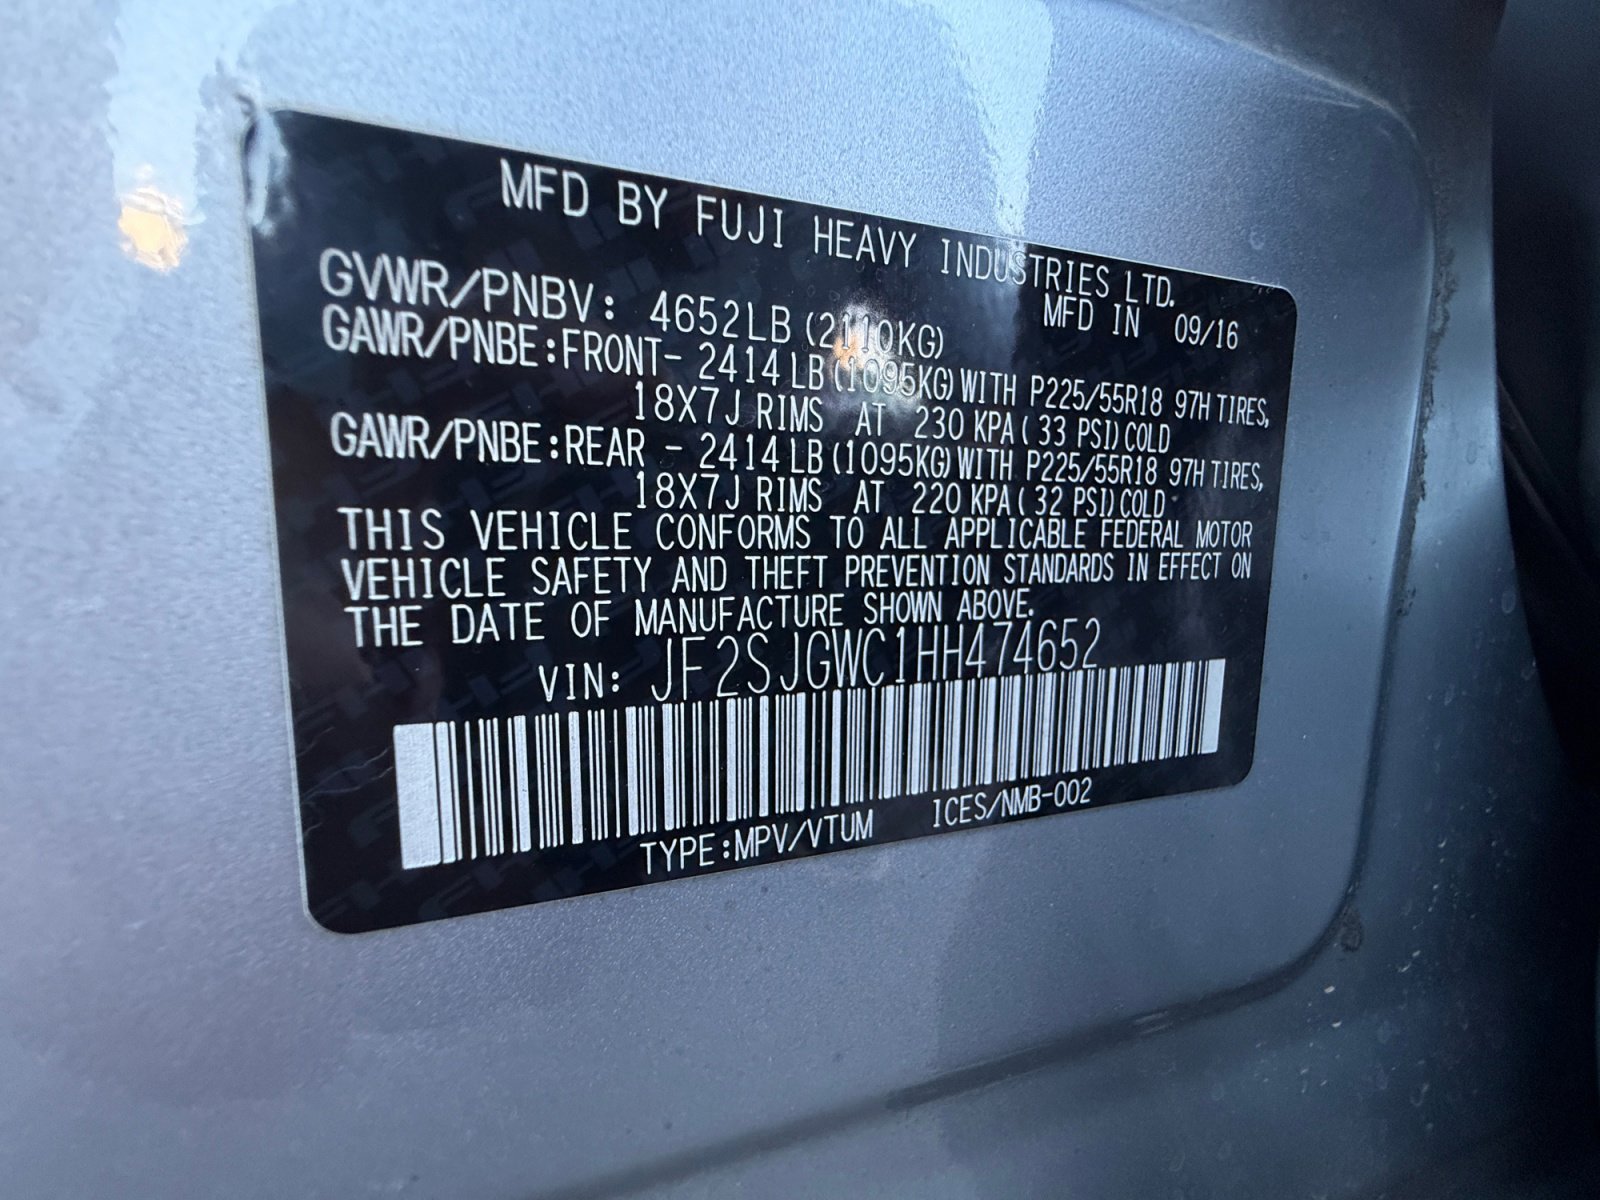 MFD BY FUJI HEAVY INDUSTRIES LTD.
GVWR/PNBV: 4652LB (2110KG) MFD IN 09/16
GAWR/PNBE:FRONT- 2414LB(1095KG)WITH P225/55R18 97H TIRES,
18X7J RIMS AT 230 KPA( 33 PSI)COLD
GAWR/PNBE:REAR - 2414LB(1095KG)WITH P225/55R18 97H TIRES,
18X7J RIMS AT 220 KPA( 32 PSI)COLD
THIS VEHICLE CONFORMS TO ALL APPLICABLE FEDERAL MOTOR
VEHICLE SAFETY AND THEFT PREVENTION STANDARDS IN EFFECT ON
THE DATE OF MANUFACTURE SHOWN ABOVE.
VIN: JF2SJGWC1HH474652
TYPE:MPV/VTUM ICES/NMB-002